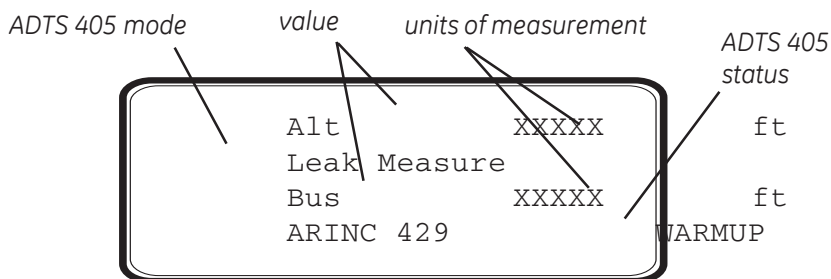 ADTS 405 mode
value
units of measurement
ADTS 405
status
Alt XXXXX ft
Leak Measure
Bus XXXXX ft
ARINC 429 WARMUP